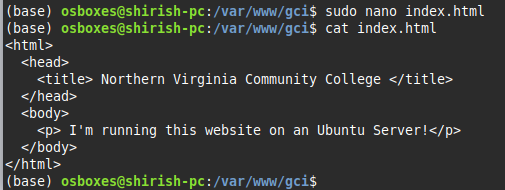 (base) osboxes@shirish-pc:/var/www/gci$ sudo nano index.html
(base) osboxes@shirish-pc:/var/www/gci$ cat index.html
<html>
  <head>
    <title> Northern Virginia Community College </title>
  </head>
  <body>
    <p> I'm running this website on an Ubuntu Server!</p>
  </body>
</html>
(base) osboxes@shirish-pc:/var/www/gci$